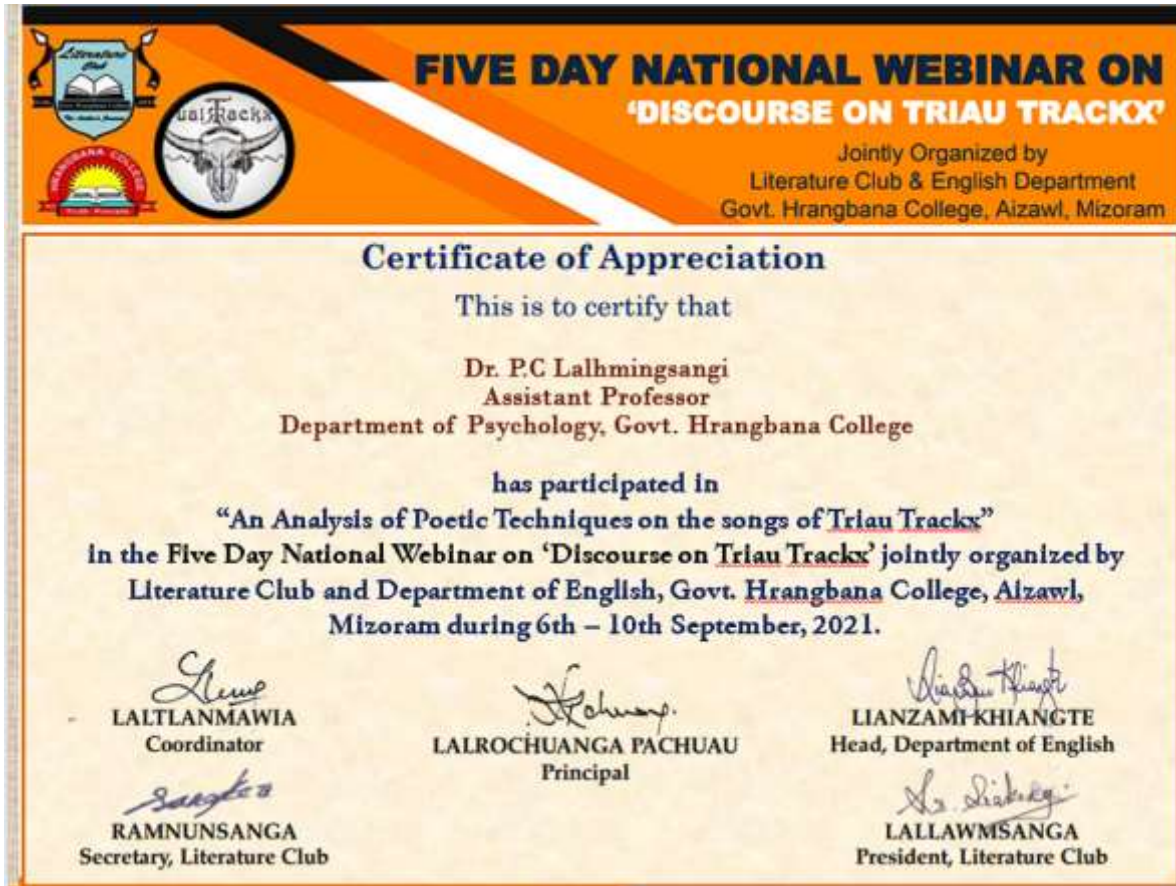 Literature
Club
ualTrackx
HRANGBANA COLLEGE
FIVE DAY NATIONAL WEBINAR ON
‘DISCOURSE ON TRIAU TRACKX’
Jointly Organized by
Literature Club & English Department
Govt. Hrangbana College, Aizawl, Mizoram
Certificate of Appreciation
This is to certify that
Dr. P.C Lalhmingsangi
Assistant Professor
Department of Psychology, Govt. Hrangbana College
has participated in
“An Analysis of Poetic Techniques on the songs of Triau Trackx”
in the Five Day National Webinar on ‘Discourse on Triau Trackx’ jointly organized by
Literature Club and Department of English, Govt. Hrangbana College, Aizawl,
Mizoram during 6th – 10th September, 2021.
LALTLANMAWIA
Coordinator
LALROCHUANGA PACHUAU
Principal
LIANZAMI KHIANGTE
Head, Department of English
RAMNUNSANGA
Secretary, Literature Club
LALLAWMSANGA
President, Literature Club